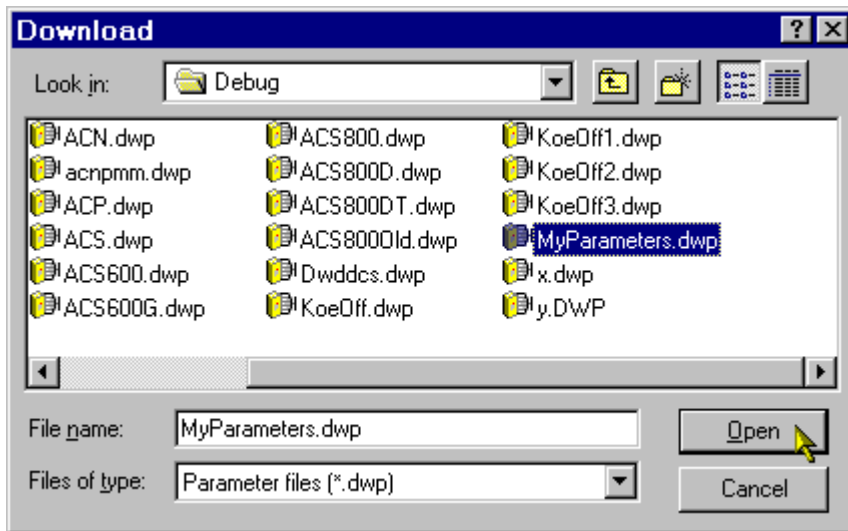 Download
Look in: Debug
ACN.dwp ACS800.dwp KoeOff1.dwp
acnpmm.dwp ACS800D.dwp KoeOff2.dwp
ACP.dwp ACS800DT.dwp KoeOff3.dwp
ACS.dwp ACS800Old.dwp MyParameters.dwp
ACS600.dwp Dwddcs.dwp x.dwp
ACS600G.dwp KoeOff.dwp y.DWP
File name: MyParameters.dwp Open
Files of type: Parameter files (*.dwp) Cancel